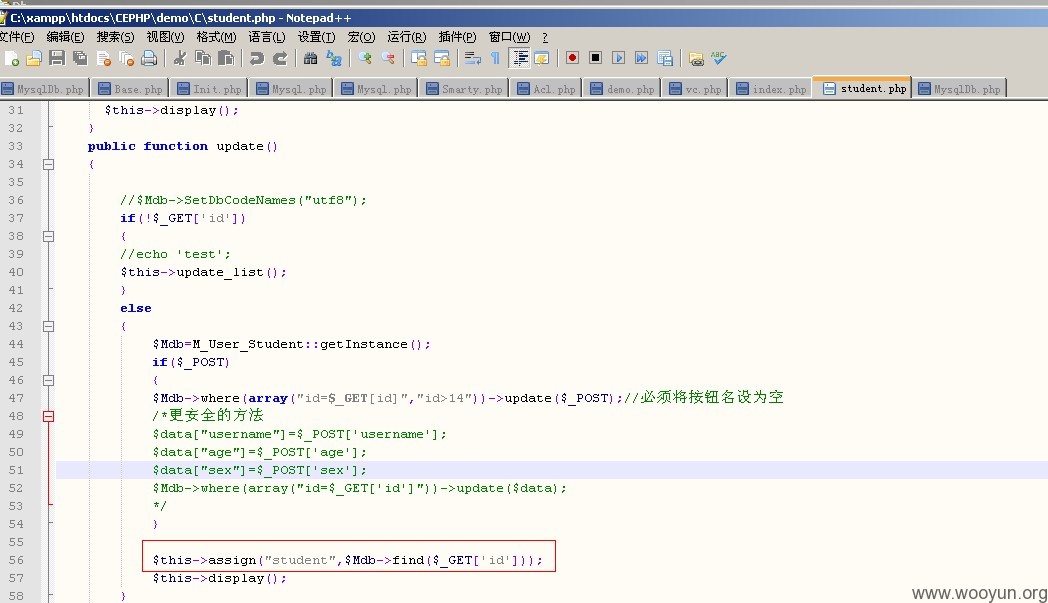 C:\xampp\htdocs\CEPHP\demo\C\student.php - Notepad++
文件(F) 编辑(E) 搜索(S) 视图(V) 格式(M) 语言(L) 设置(T) 宏(O) 运行(R) 插件(P) 窗口(W) ?
MysqlDb.php Base.php Init.php Mysql.php Mysql.php Smarty.php Acl.php demo.php vc.php index.php student.php MysqlDb.php
31 $this->display();
32 }
33 public function update()
34 {
35
36 //$Mdb->SetDbCodeNames("utf8");
37 if(!$_GET['id'])
38 {
39 //echo 'test';
40 $this->update_list();
41 }
42 else
43 {
44 $Mdb=M_User_Student::getInstance();
45 if($_POST)
46 {
47 $Mdb->where(array("id=$_GET[id]","id>14"))->update($_POST);//必须将按钮名设为空
48 /*更安全的方法
49 $data["username"]=$_POST['username'];
50 $data["age"]=$_POST['age'];
51 $data["sex"]=$_POST['sex'];
52 $Mdb->where(array("id=$_GET['id']"))->update($data);
53 */
54 }
55
56 $this->assign("student",$Mdb->find($_GET['id']));
57 $this->display();
58 }
www.wooyun.org